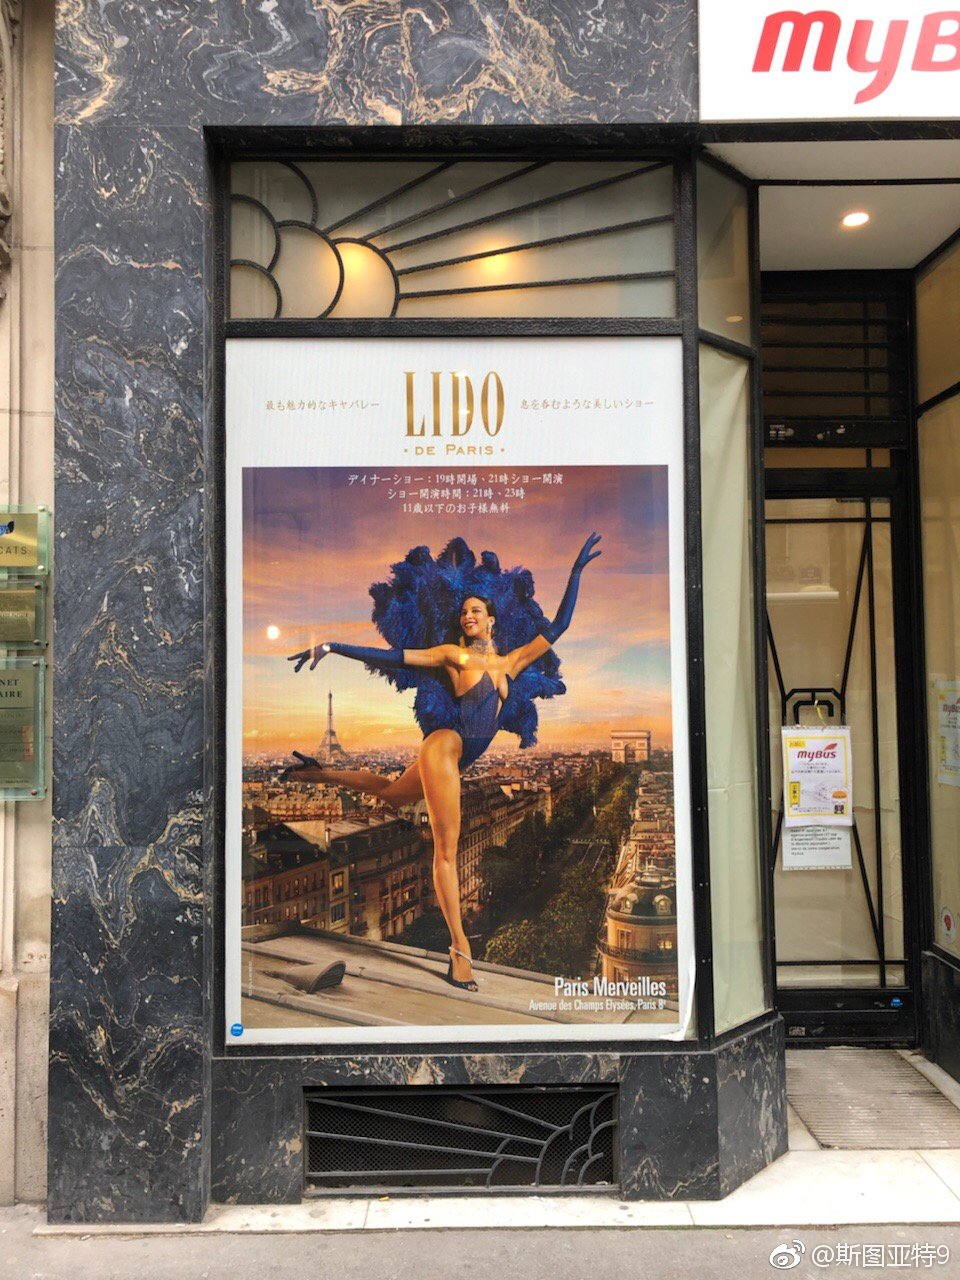 MyB
最も魅力的なキャバレー
LIDO
息を呑むような美しいショー
· DE PARIS ·
ディナーショー：19時開場、21時ショー開演
ショー開演時間：21時、23時
11歳以下のお子様無料
CATS
NET
AIRE
MyBus
Paris Merveilles
Avenue des Champs Elysées, Paris 8e
@斯图亚特9